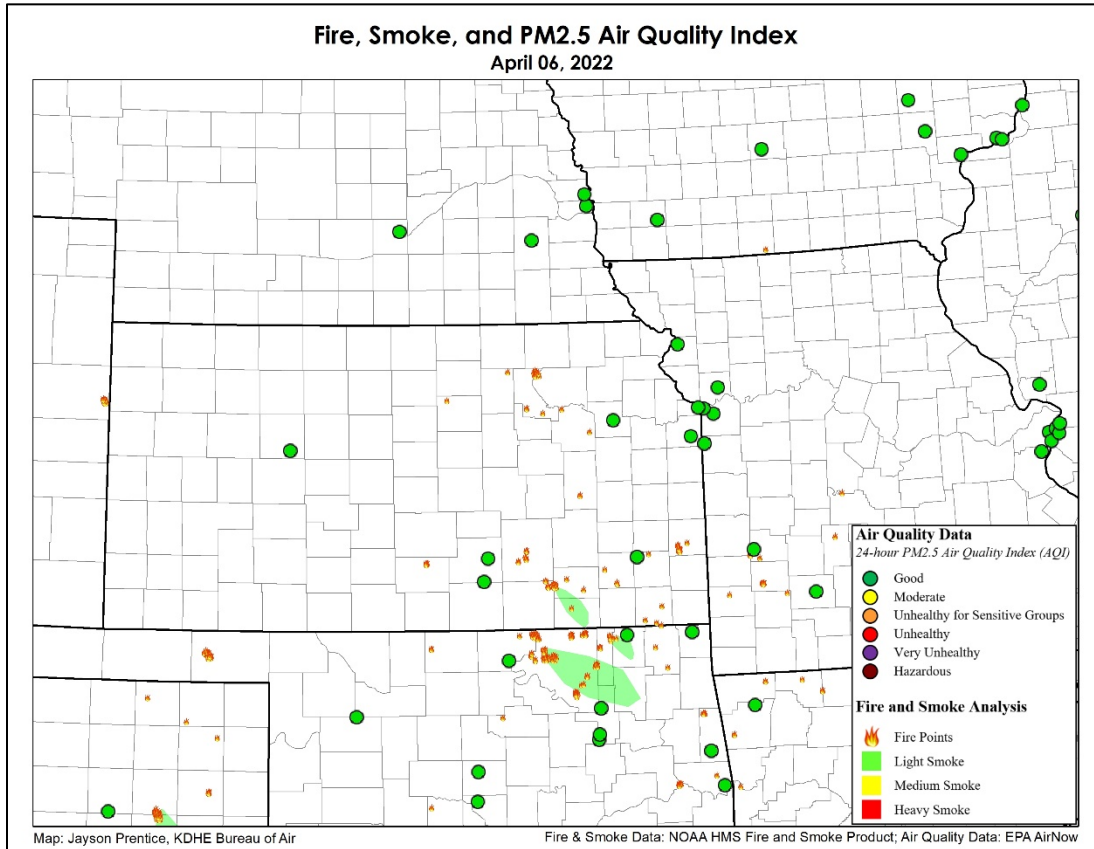 Fire, Smoke, and PM2.5 Air Quality Index
April 06, 2022
Air Quality Data
24-hour PM2.5 Air Quality Index (AQI)
Good
Moderate
Unhealthy for Sensitive Groups
Unhealthy
Very Unhealthy
Hazardous
Fire and Smoke Analysis
Fire Points
Light Smoke
Medium Smoke
Heavy Smoke
Map: Jayson Prentice, KDHE Bureau of Air
Fire & Smoke Data: NOAA HMS Fire and Smoke Product; Air Quality Data: EPA AirNow